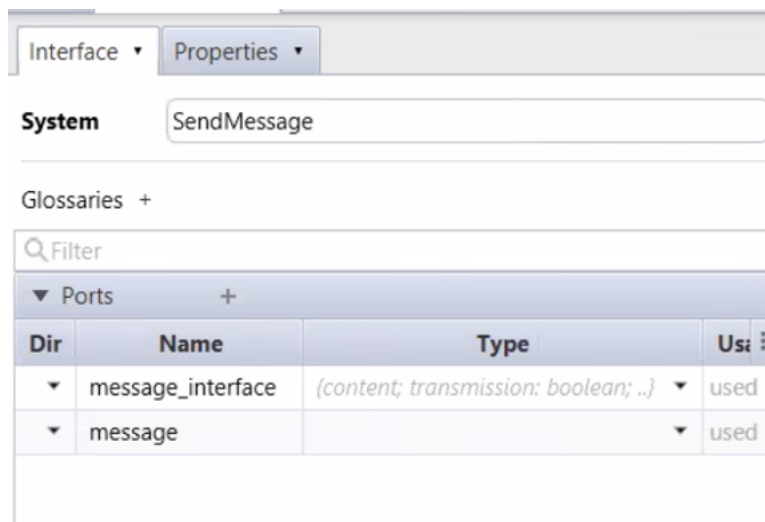 Interface Properties
System SendMessage
Glossaries +
Filter
Ports +
Dir Name Type
message_interface {content; transmission: boolean; ..} used
message used